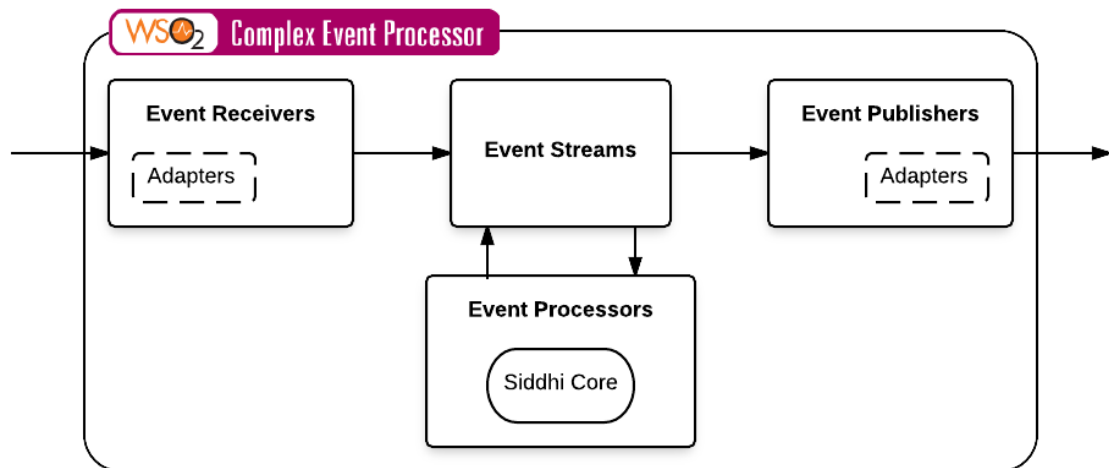 WSO2 Complex Event Processor
Event Receivers
Adapters
Event Streams
Event Publishers
Adapters
Event Processors
Siddhi Core